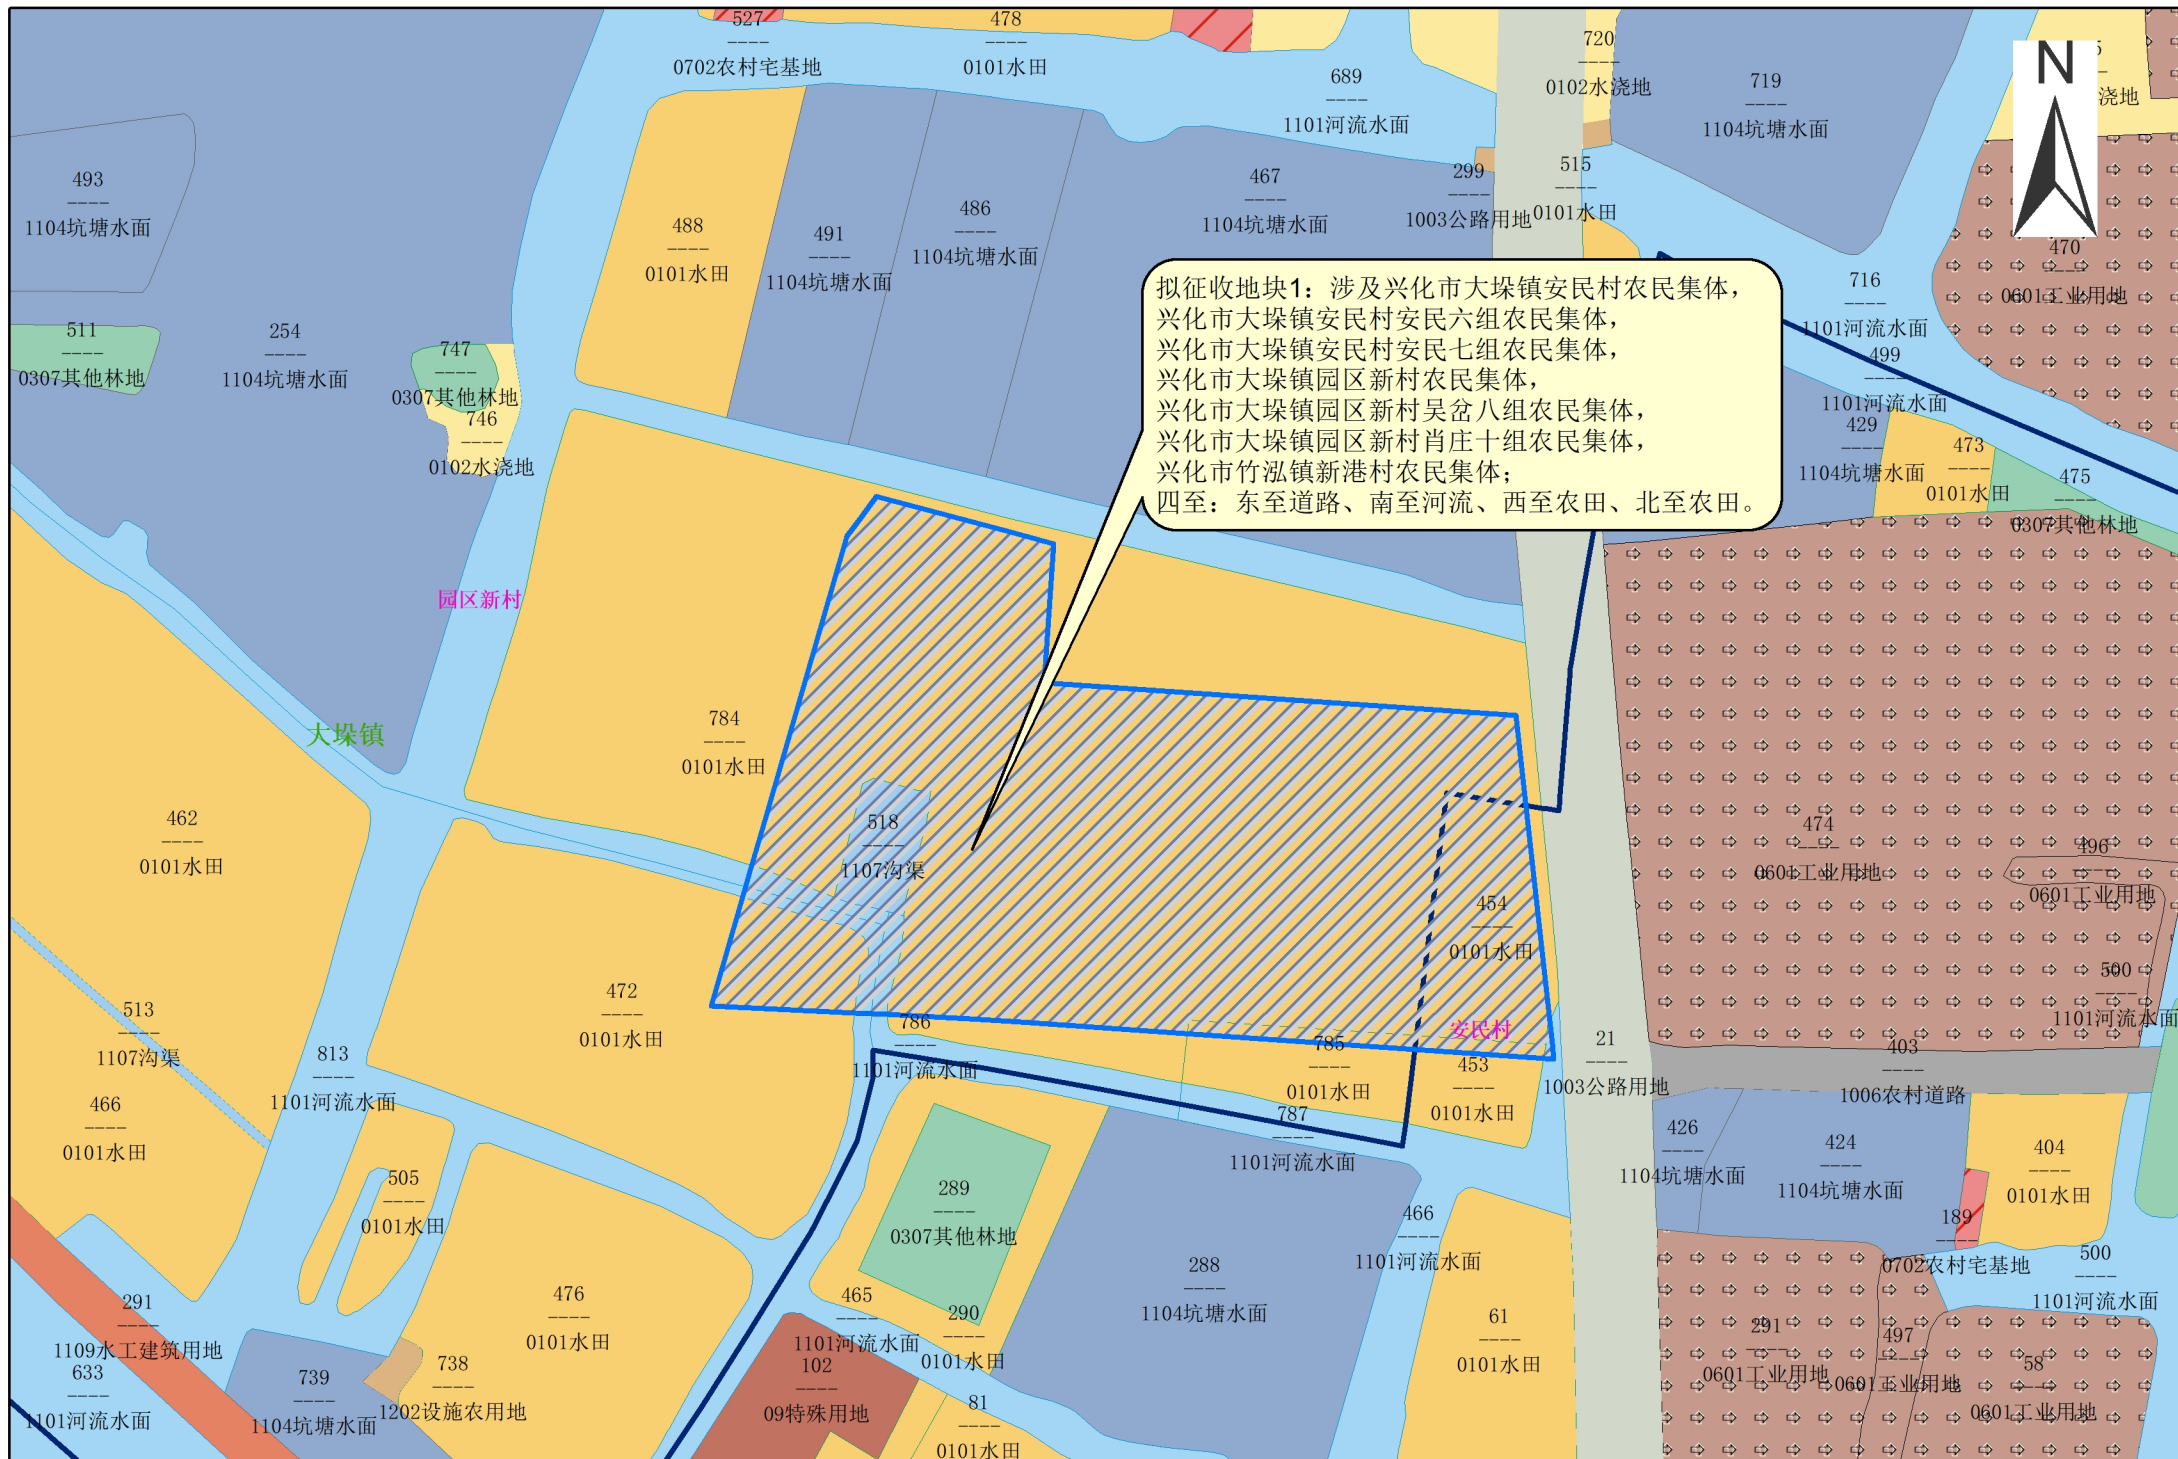 527
----
0702农村宅基地
478
----
0101水田
689
----
1101河流水面
720
----
0102水浇地
719
----
1104坑塘水面
5
浇地
N
493
----
1104坑塘水面
488
----
0101水田
491
----
1104坑塘水面
486
----
1104坑塘水面
467
----
1104坑塘水面
299
----
1003公路用地
515
----
0101水田
470
----
0601工业用地
716
----
1101河流水面
499
----
1101河流水面
511
----
0307其他林地
254
----
1104坑塘水面
747
----
0307其他林地
746
----
0102水浇地
拟征收地块1：涉及兴化市大垛镇安民村农民集体，
兴化市大垛镇安民村安民六组农民集体，
兴化市大垛镇安民村安民七组农民集体，
兴化市大垛镇园区新村农民集体，
兴化市大垛镇园区新村吴岔八组农民集体，
兴化市大垛镇园区新村肖庄十组农民集体，
兴化市竹泓镇新港村农民集体；
四至：东至道路、南至河流、西至农田、北至农田。
429
----
1104坑塘水面
473
----
0101水田
475
----
0307其他林地
园区新村
大垛镇
784
----
0101水田
462
----
0101水田
518
----
1107沟渠
454
----
0101水田
474
----
0601工业用地
496
----
0601工业用地
500
----
1101河流水面
472
----
0101水田
513
----
1107沟渠
813
----
1101河流水面
466
----
0101水田
786
----
1101河流水面
安民村
785
----
0101水田
453
----
0101水田
21
----
1003公路用地
403
----
1006农村道路
787
----
1101河流水面
426
----
1104坑塘水面
424
----
1104坑塘水面
404
----
0101水田
505
----
0101水田
289
----
0307其他林地
288
----
1104坑塘水面
466
----
1101河流水面
189
----
0702农村宅基地
500
----
1101河流水面
291
----
1109水工建筑用地
476
----
0101水田
465
----
1101河流水面
290
----
0101水田
61
----
0101水田
291
----
0601工业用地
497
----
0601工业用地
58
----
0601工业用地
633
----
1101河流水面
739
----
1104坑塘水面
738
----
1202设施农用地
102
----
09特殊用地
81
----
0101水田